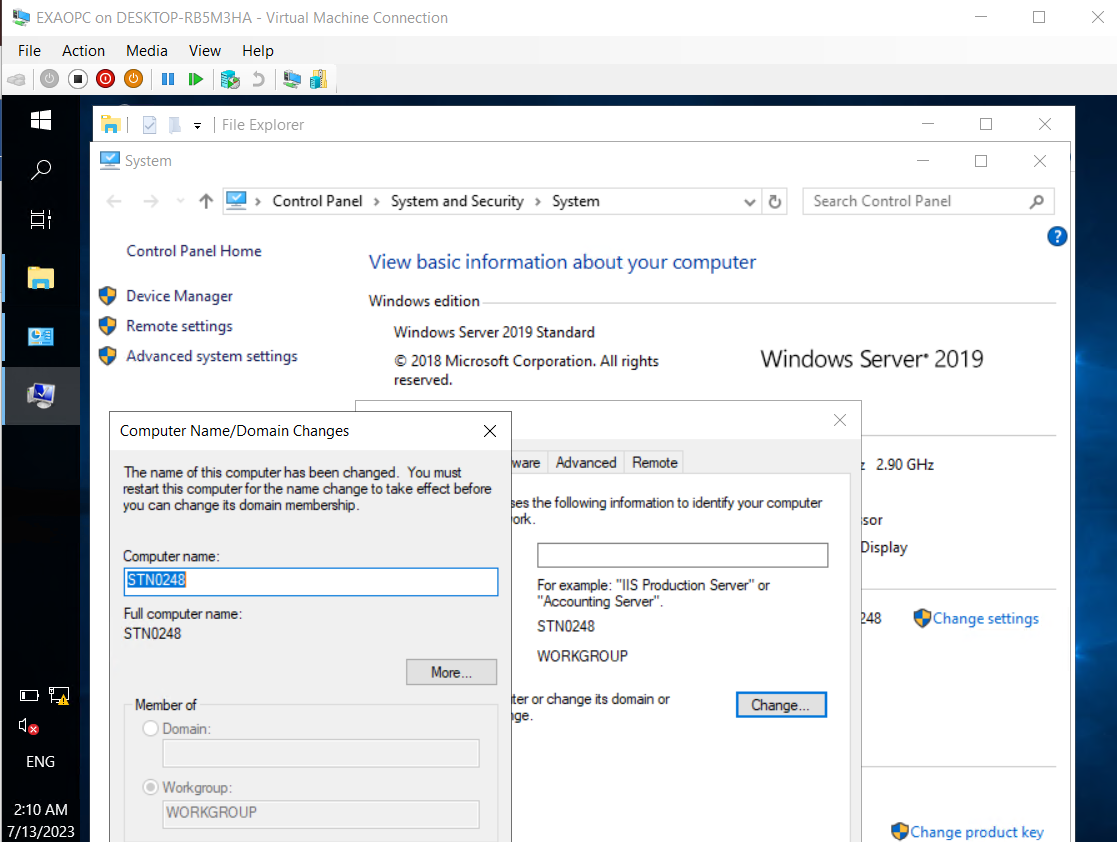 EXAOPC on DESKTOP-RB5M3HA - Virtual Machine Connection
File Action Media View Help
File Explorer
System
Control Panel > System and Security > System
Search Control Panel
?
Control Panel Home
Device Manager
Remote settings
Advanced system settings
View basic information about your computer
Windows edition
Windows Server 2019 Standard
© 2018 Microsoft Corporation. All rights
reserved.
Windows Server® 2019
Computer Name/Domain Changes
The name of this computer has been changed. You must
restart this computer for the name change to take effect before
you can change its domain membership.
Computer name:
STN0248
Full computer name:
STN0248
More...
Member of
Domain:
Workgroup:
WORKGROUP
ware Advanced Remote
ses the following information to identify your computer
ork.
For example: "IIS Production Server" or
"Accounting Server".
STN0248
WORKGROUP
ter or change its domain or
nge.
Change...
z 2.90 GHz
sor
Display
248
Change settings
Change product key
ENG
2:10 AM
7/13/2023